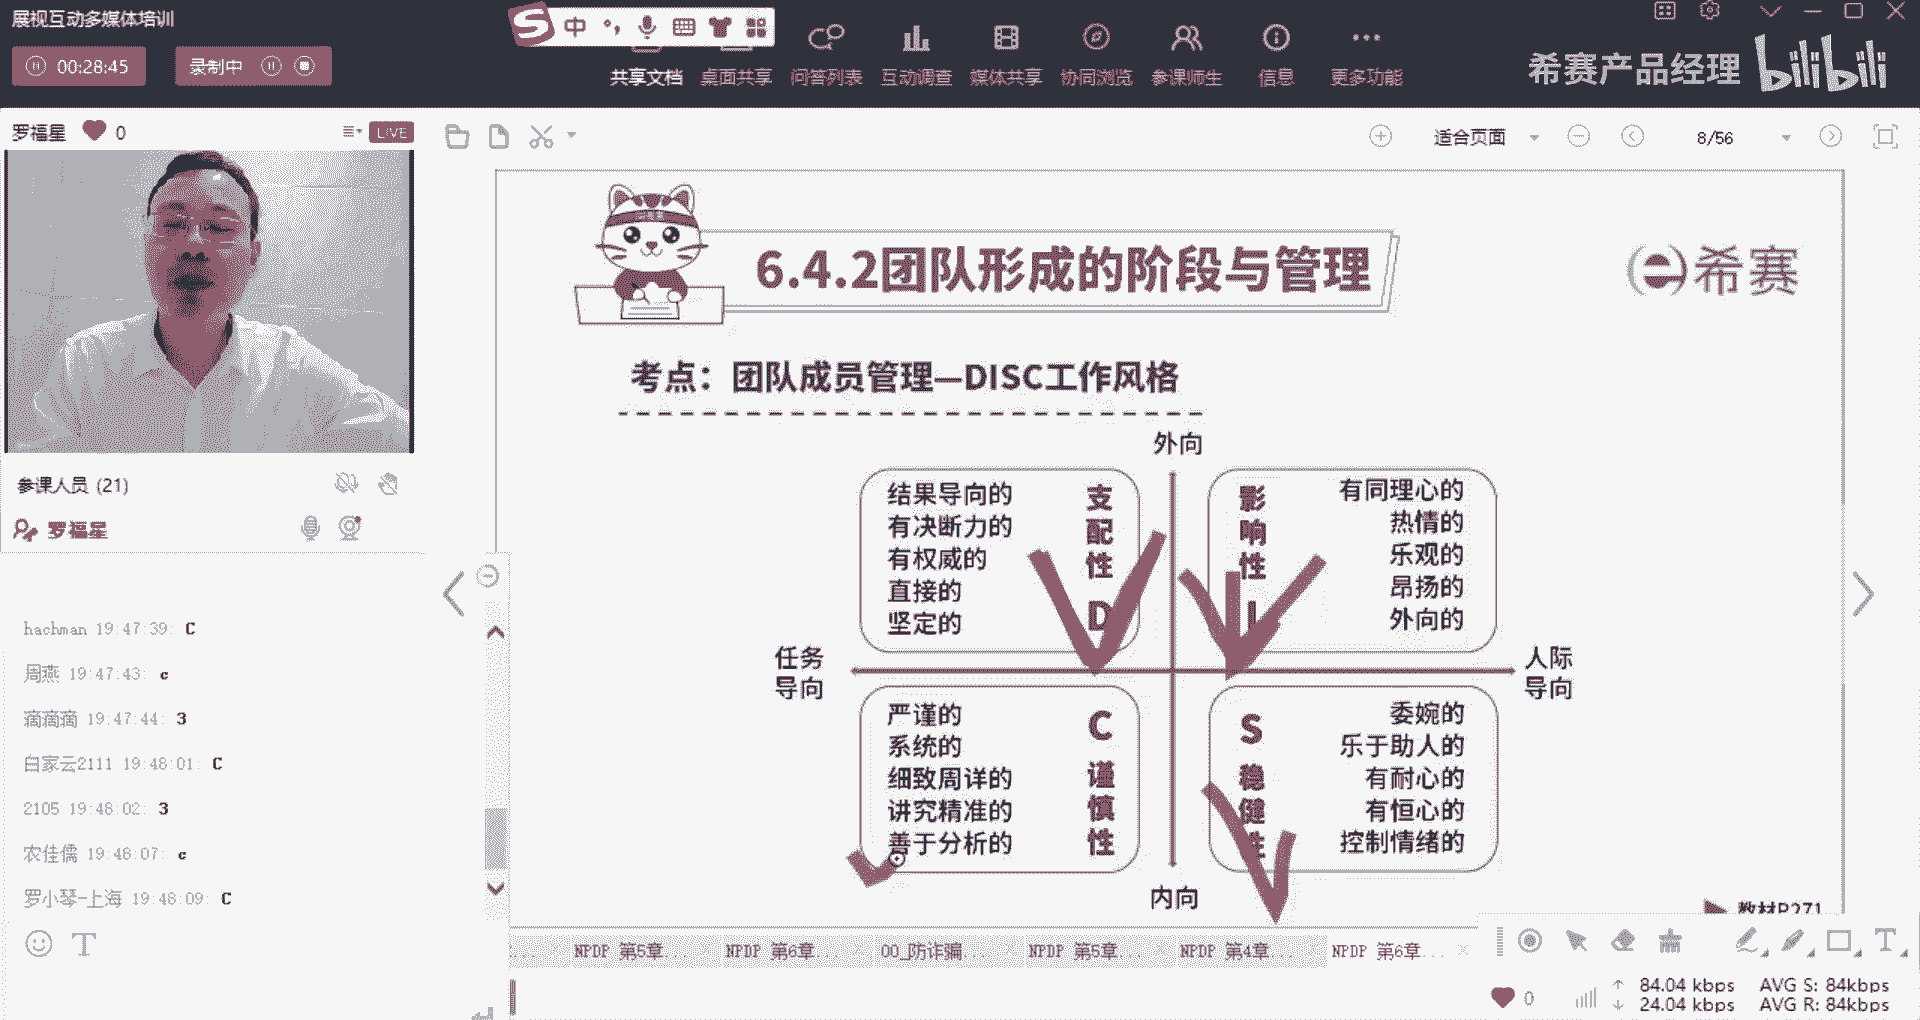 展视互动多媒体培训
中
00:28:45
录制中
共享文档 桌面共享 问答列表 互动调查 媒体共享 协同浏览 参课师生 信息 更多功能
希赛产品经理 bilibili
罗福星 0
LIVE
适合页面
8/56
6.4.2团队形成的阶段与管理
希赛
考点：团队成员管理—DISC工作风格
外向
结果导向的
有决断力的
有权威的
直接的
坚定的
支配性 D
影响性 I
有同理心的
热情的
乐观的
昂扬的
外向的
任务导向
人际导向
严谨的
系统的
细致周详的
讲究精准的
善于分析的
C 谨慎性
S 稳健性
委婉的
乐于助人的
有耐心的
有恒心的
控制情绪的
内向
教材P271
参课人员 (21)
罗福星
hachman 19:47:39: C
周燕 19:47:43: c
滴滴滴 19:47:44: 3
白家云2111 19:48:01: C
2105 19:48:02: 3
农佳儒 19:48:07: c
罗小琴-上海 19:48:09: C
... NPDP 第5章... NPDP 第6章... 00_防诈骗... NPDP 第5章... NPDP 第4章... NPDP 第6章...
0
84.04 kbps AVG S: 84kbps
24.04 kbps AVG R: 84kbps